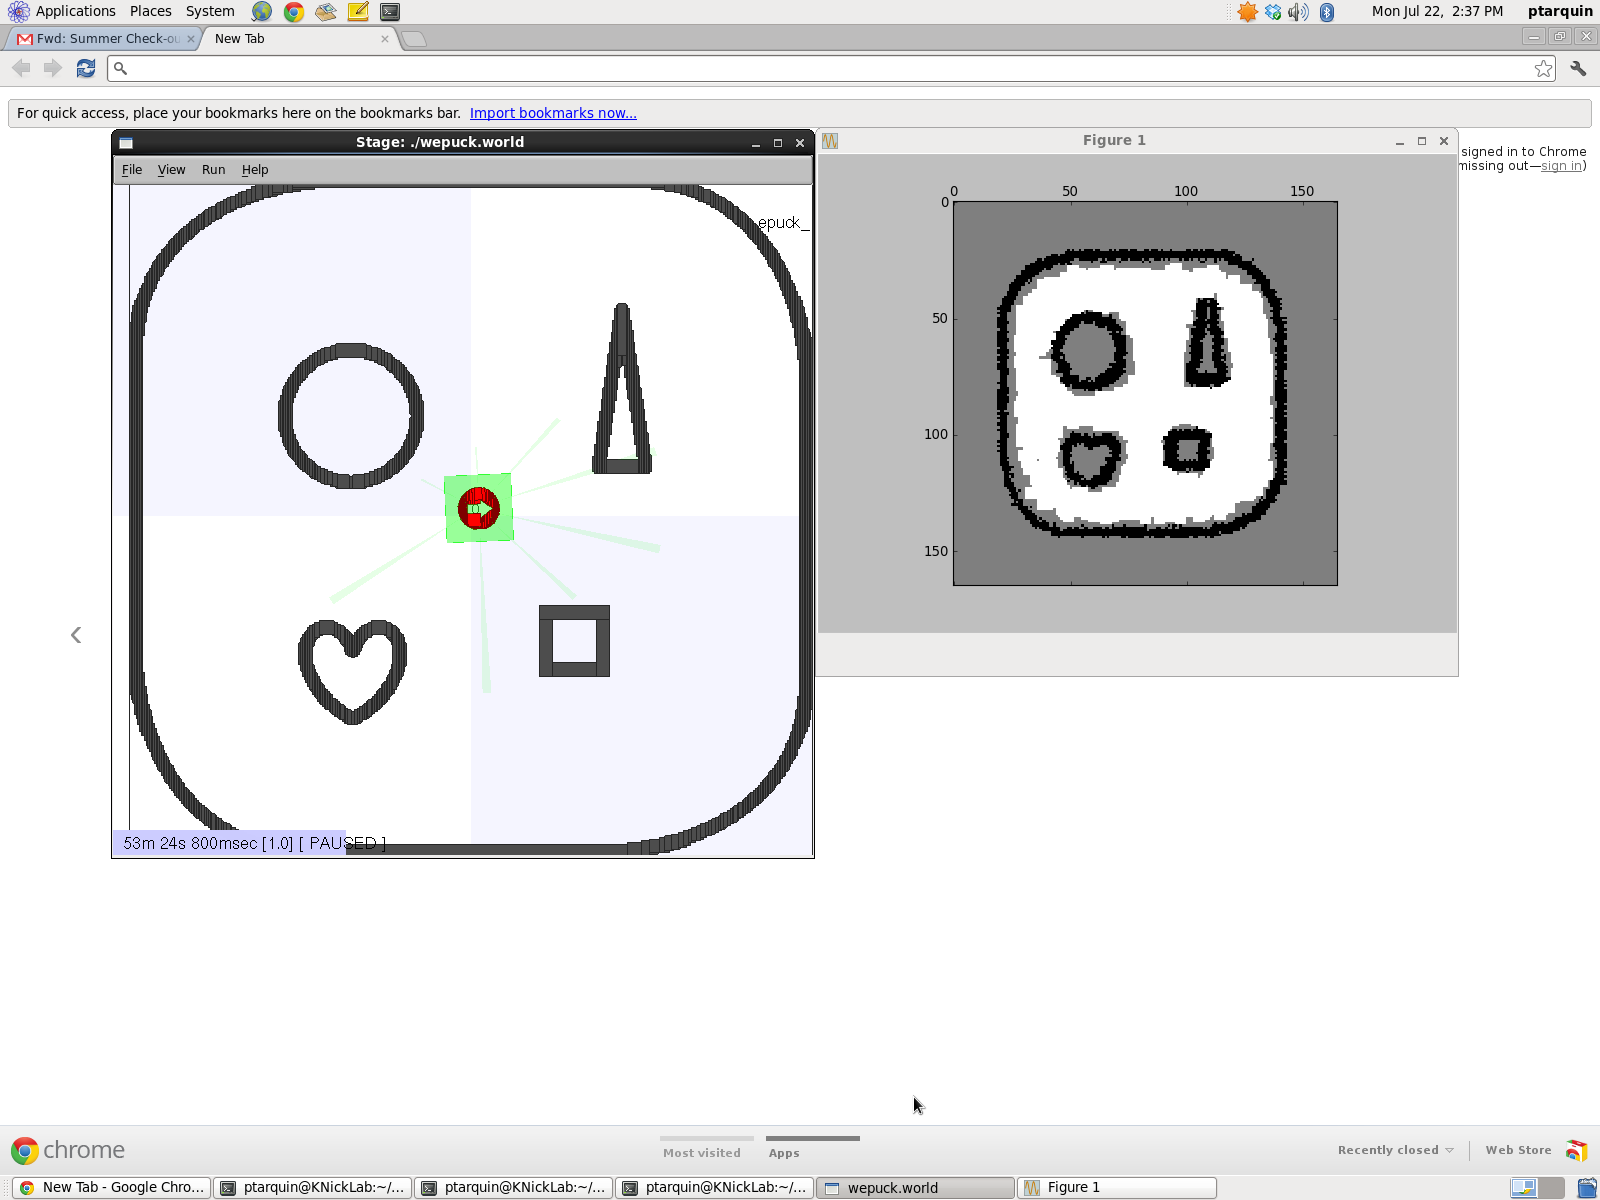 Applications Places System Mon Jul 22, 2:37 PM ptarquin
Fwd: Summer Check-ou New Tab
For quick access, place your bookmarks here on the bookmarks bar. Import bookmarks now...
Stage: ./wepuck.world
Figure 1
signed in to Chrome
missing out—sign in)
File View Run Help
epuck_
0 50 100 150
0
50
100
150
53m 24s 800msec [1.0] [ PAUSED ]
chrome
Most visited Apps
Recently closed Web Store
New Tab - Google Chro... ptarquin@KNickLab:~/... ptarquin@KNickLab:~/... ptarquin@KNickLab:~/... wepuck.world Figure 1